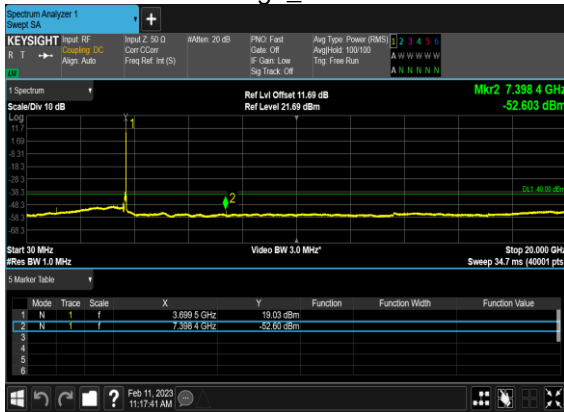 Spectrum Analyzer 1
Swept SA
+
KEYSIGHT Input: RF Input Z: 50 Ω #Atten: 20 dB PNO: Fast Avg Type: Power (RMS) 1 2 3 4 5 6
R T Coupling: DC Corr CCorr Gate: Off Avg|Hold: 100/100 A W W W W W
Align: Auto Freq Ref: Int (S) IF Gain: Low Trig: Free Run
Sig Track: Off A N N N N N
LXI
1 Spectrum Ref Lvl Offset 11.69 dB Mkr2 7.398 4 GHz
Scale/Div 10 dB Ref Level 21.69 dBm -52.603 dBm
Log
1
11.7
1.69
-8.31
-18.3
-28.3
-38.3 DL1 -40.00 dBm
2
-48.3
-58.3
-68.3
Start 30 MHz Video BW 3.0 MHz* Stop 20.000 GHz
#Res BW 1.0 MHz Sweep 34.7 ms (40001 pts)
5 Marker Table
Mode Trace Scale X Y Function Function Width Function Value
1 N 1 f 3.699 5 GHz 19.03 dBm
2 N 1 f 7.398 4 GHz -52.60 dBm
3
4
5
6
? Feb 11, 2023
11:17:41 AM